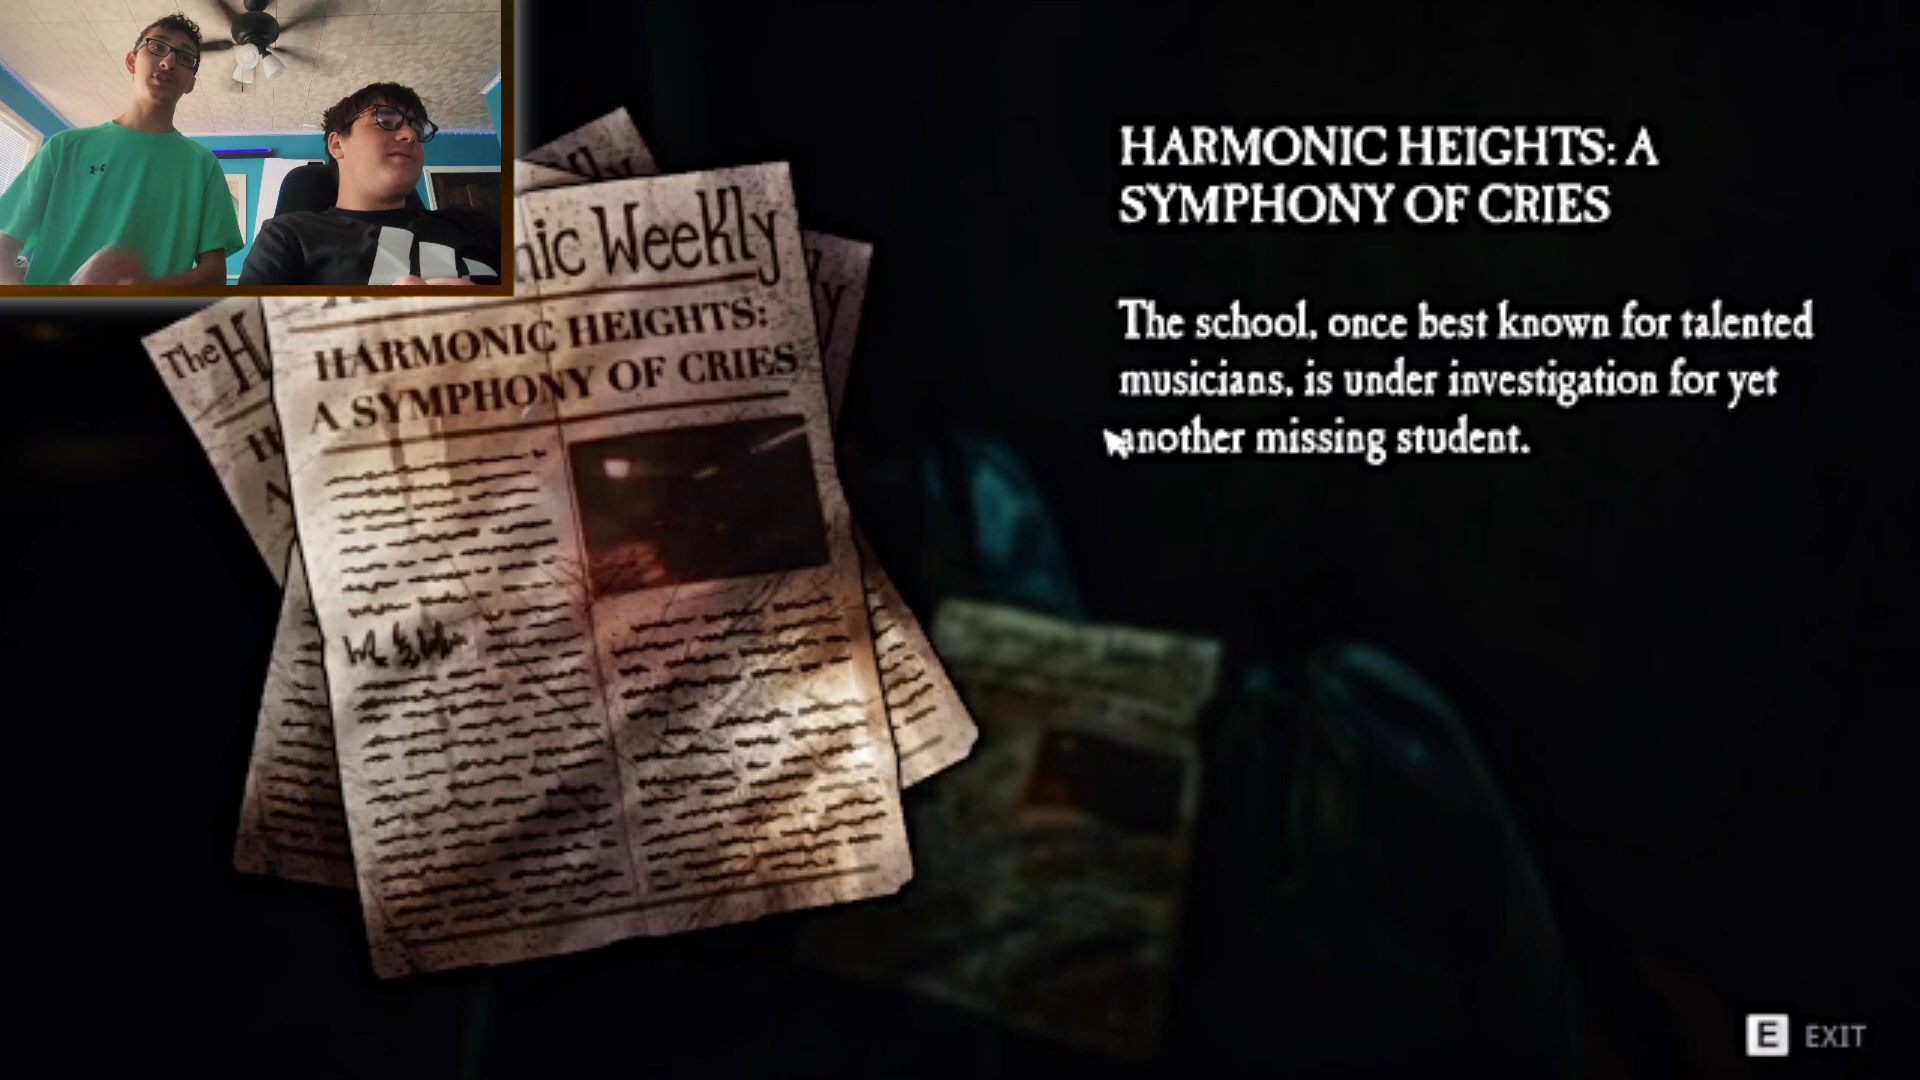 nic Weekly
HARMONIC HEIGHTS:
A SYMPHONY OF CRIES
The H
HARMONIC HEIGHTS: A
SYMPHONY OF CRIES
The school, once best known for talented
musicians, is under investigation for yet
another missing student.
E EXIT